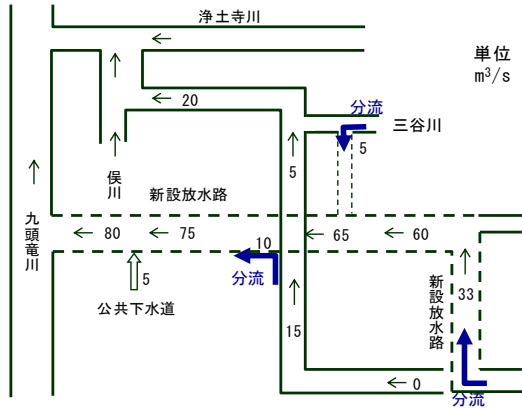 浄土寺川
単位
m³/s
分流
三谷川
20
5
5
俣川
新設放水路
九頭竜川
80
75
10
65
60
分流
5
公共下水道
新設放水路
33
15
0
分流